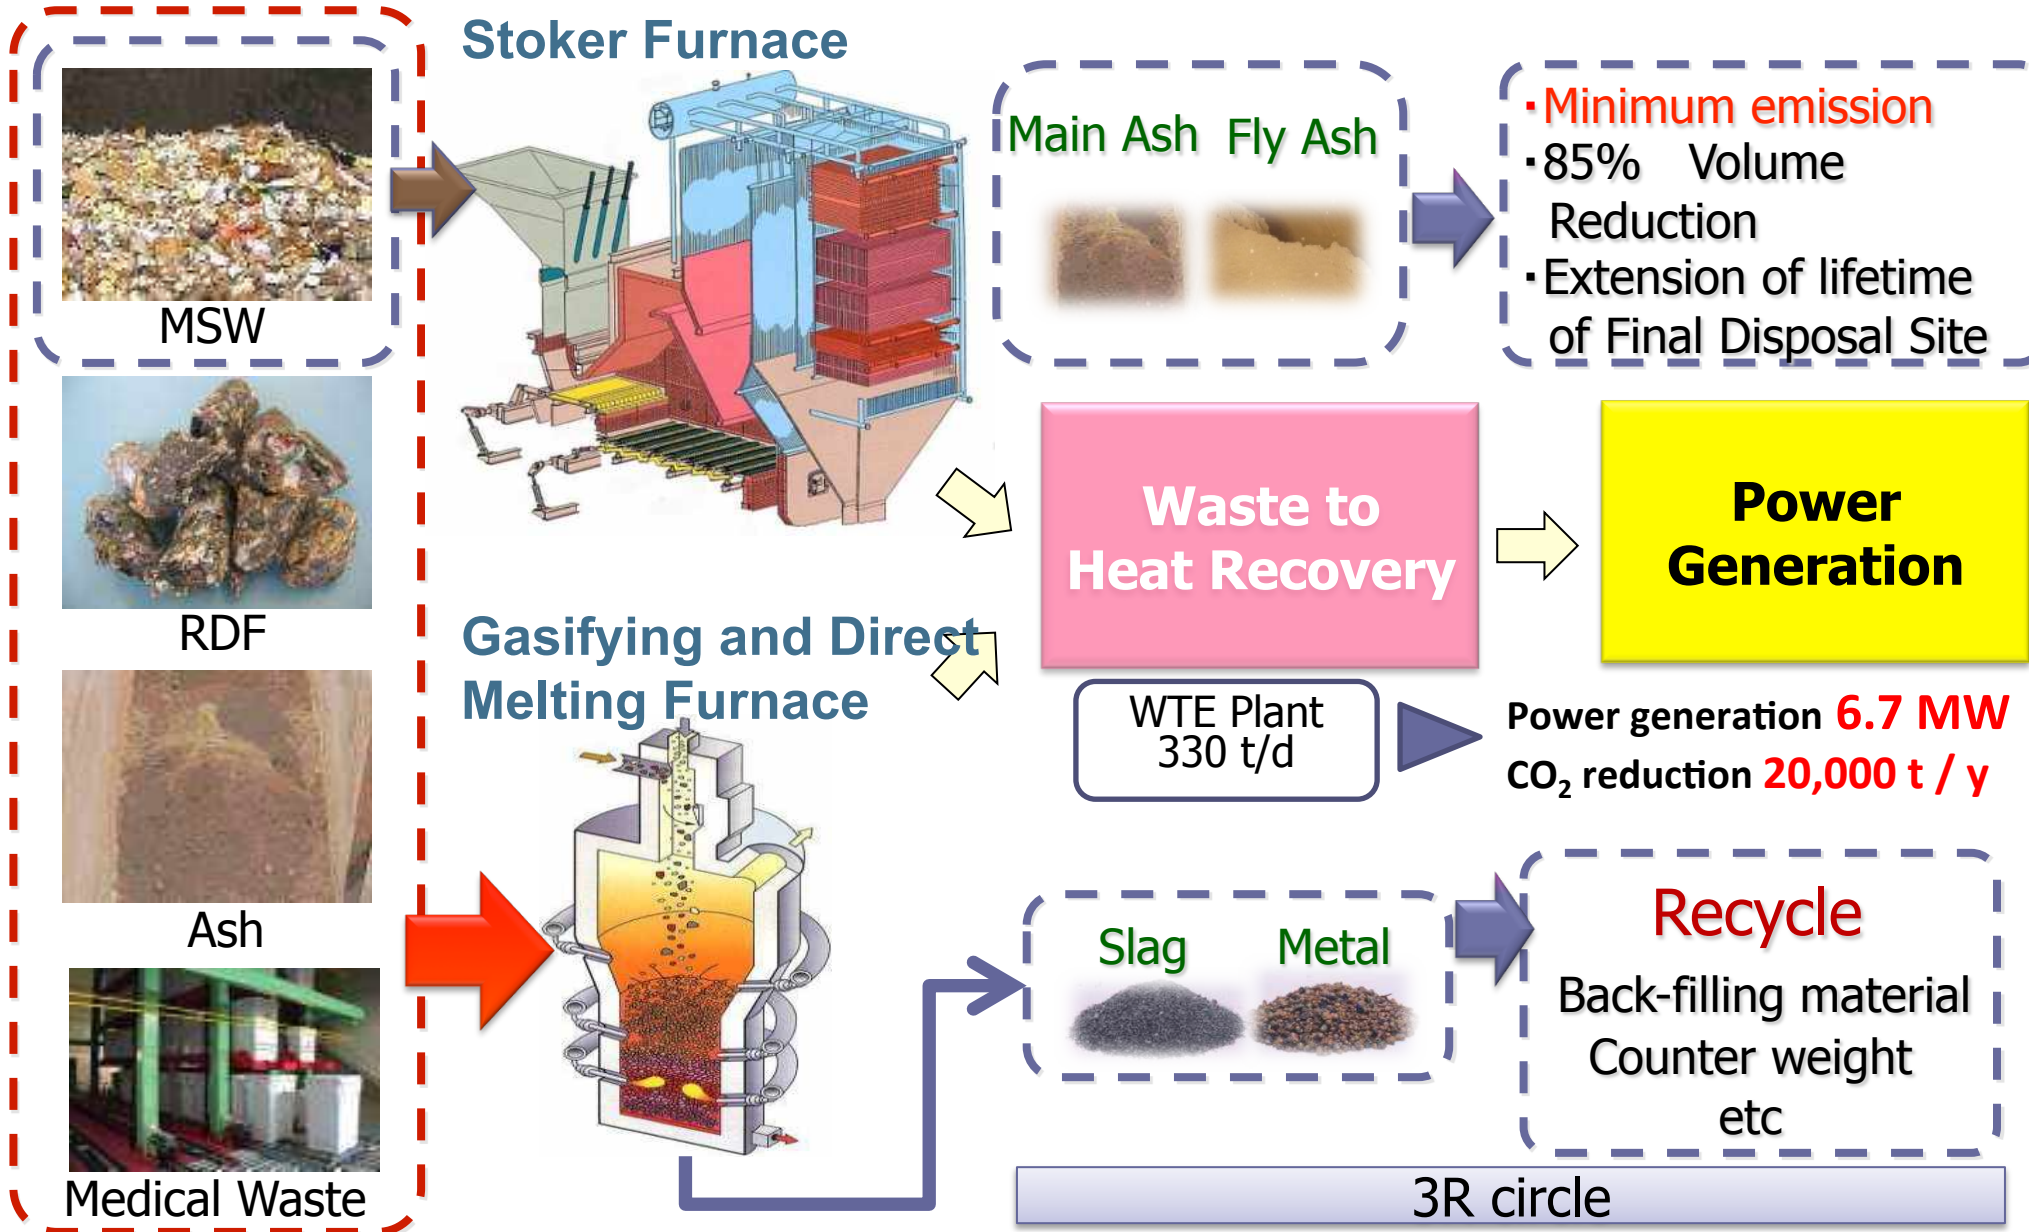 Stoker Furnace
MSW
RDF
Ash
Medical Waste
Main Ash Fly Ash
・Minimum emission
・85% Volume
Reduction
・Extension of lifetime
of Final Disposal Site
Waste to
Heat Recovery
Power
Generation
Gasifying and Direct
Melting Furnace
WTE Plant
330 t/d
Power generation 6.7 MW
CO₂ reduction 20,000 t / y
Slag Metal
Recycle
Back-filling material
Counter weight
etc
3R circle